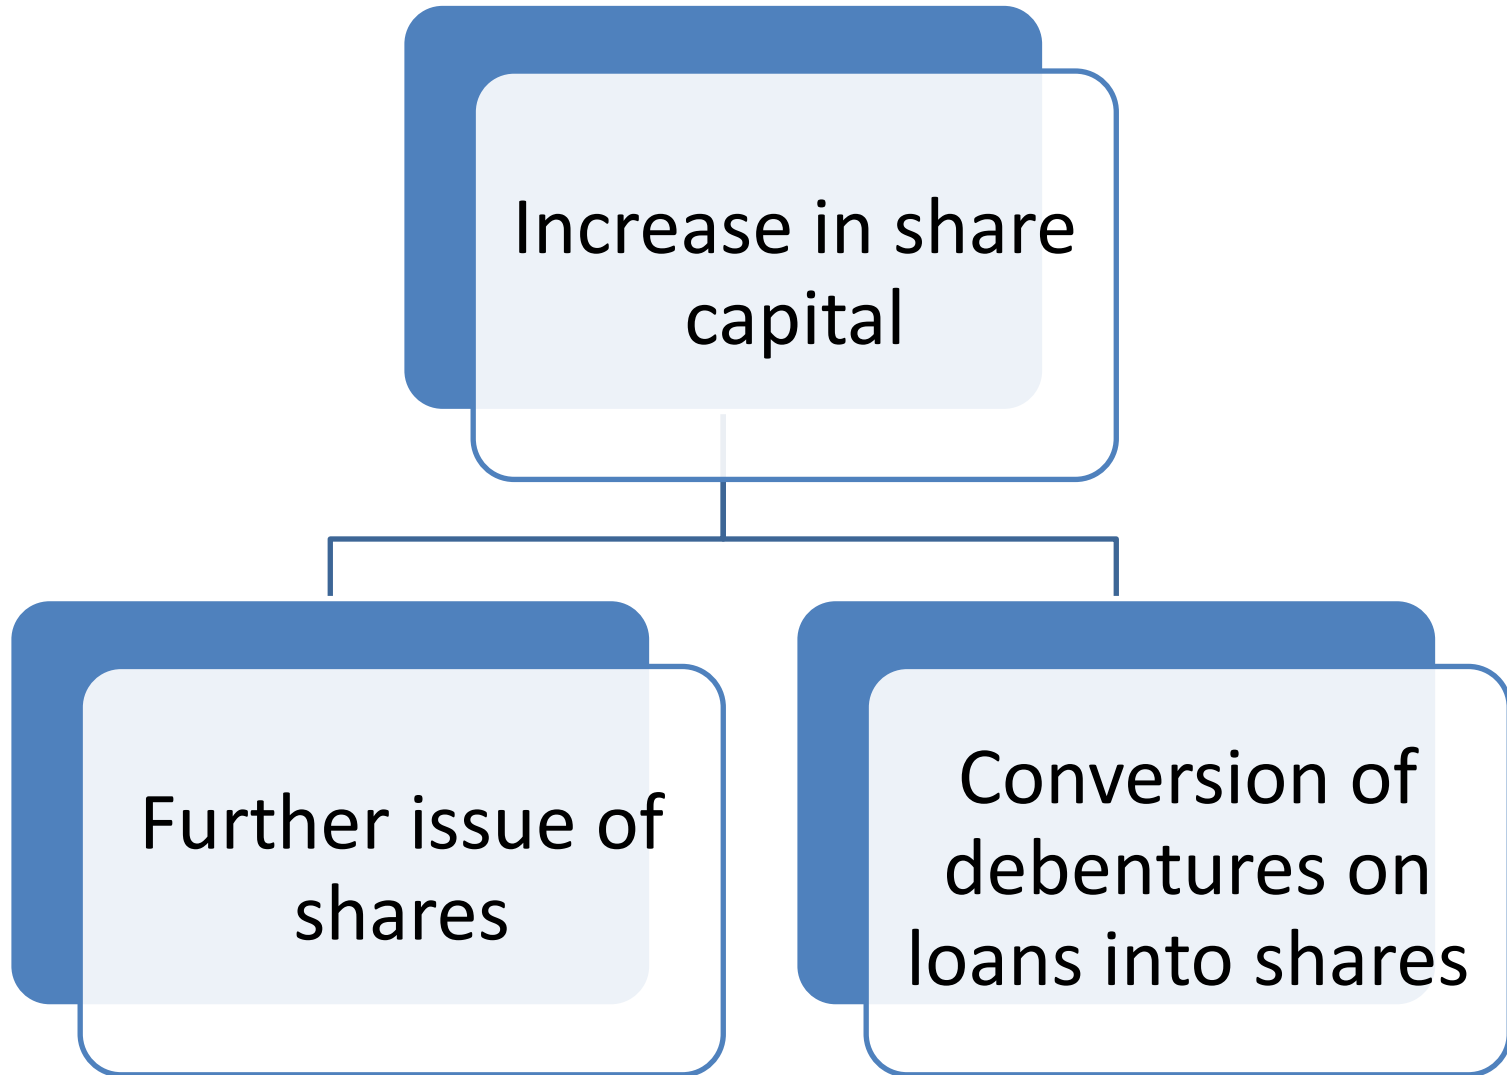 Increase in share
capital
Further issue of
shares
Conversion of
debentures on
loans into shares